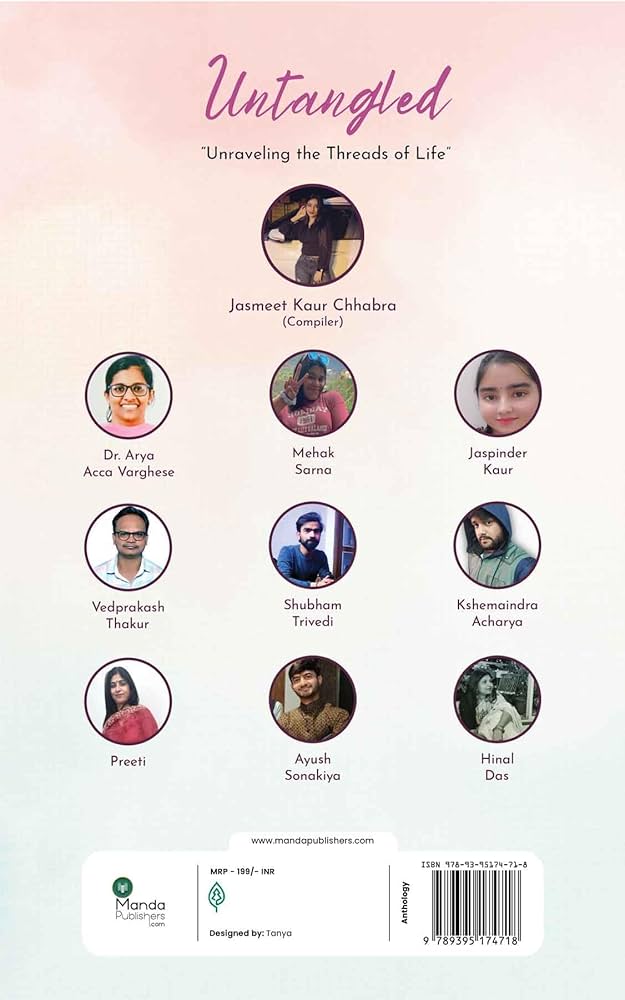 Untangled
“Unraveling the Threads of Life”
Jasmeet Kaur Chhabra
(Compiler)
Dr. Arya
Acca Varghese
Mehak
Sarna
Jaspinder
Kaur
Vedprakash
Thakur
Shubham
Trivedi
Kshemaindra
Acharya
Preeti
Ayush
Sonakiya
Hinal
Das
www.mandapublishers.com
Manda
Publishers
.com
MRP - 199/- INR
Designed by: Tanya
Anthology
ISBN 978-93-95174-71-8
9 789395 174718